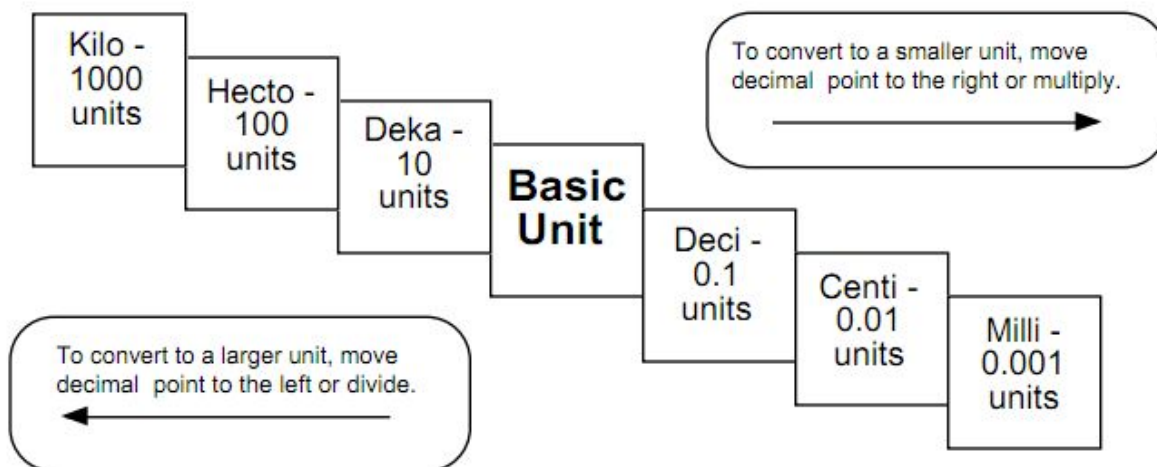 Kilo -
1000
units
Hecto -
100
units
Deka -
10
units
Basic
Unit
Deci -
0.1
units
Centi -
0.01
units
Milli -
0.001
units
To convert to a smaller unit, move
decimal point to the right or multiply.
To convert to a larger unit, move
decimal point to the left or divide.